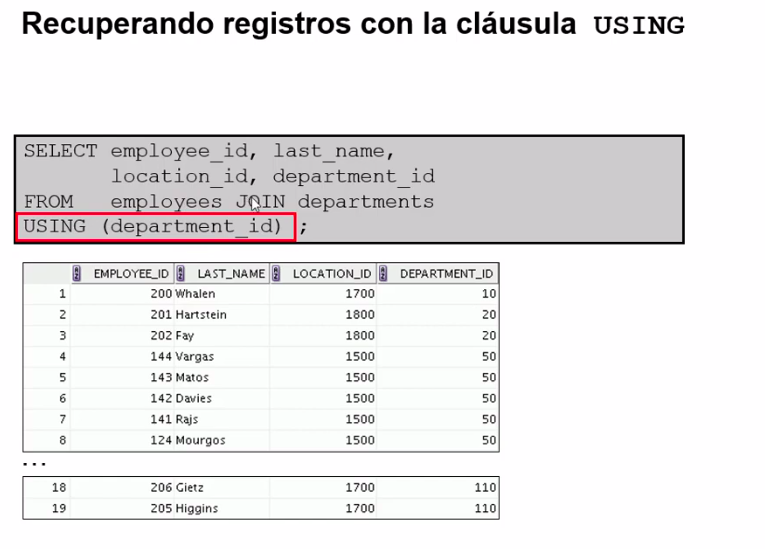 Recuperando registros con la cláusula USING
SELECT employee_id, last_name,
location_id, department_id
FROM employees JOIN departments
USING (department_id) ;
EMPLOYEE_ID LAST_NAME LOCATION_ID DEPARTMENT_ID
1 200 Whalen 1700 10
2 201 Hartstein 1800 20
3 202 Fay 1800 20
4 144 Vargas 1500 50
5 143 Matos 1500 50
6 142 Davies 1500 50
7 141 Rajs 1500 50
8 124 Mourgos 1500 50
...
18 206 Gietz 1700 110
19 205 Higgins 1700 110